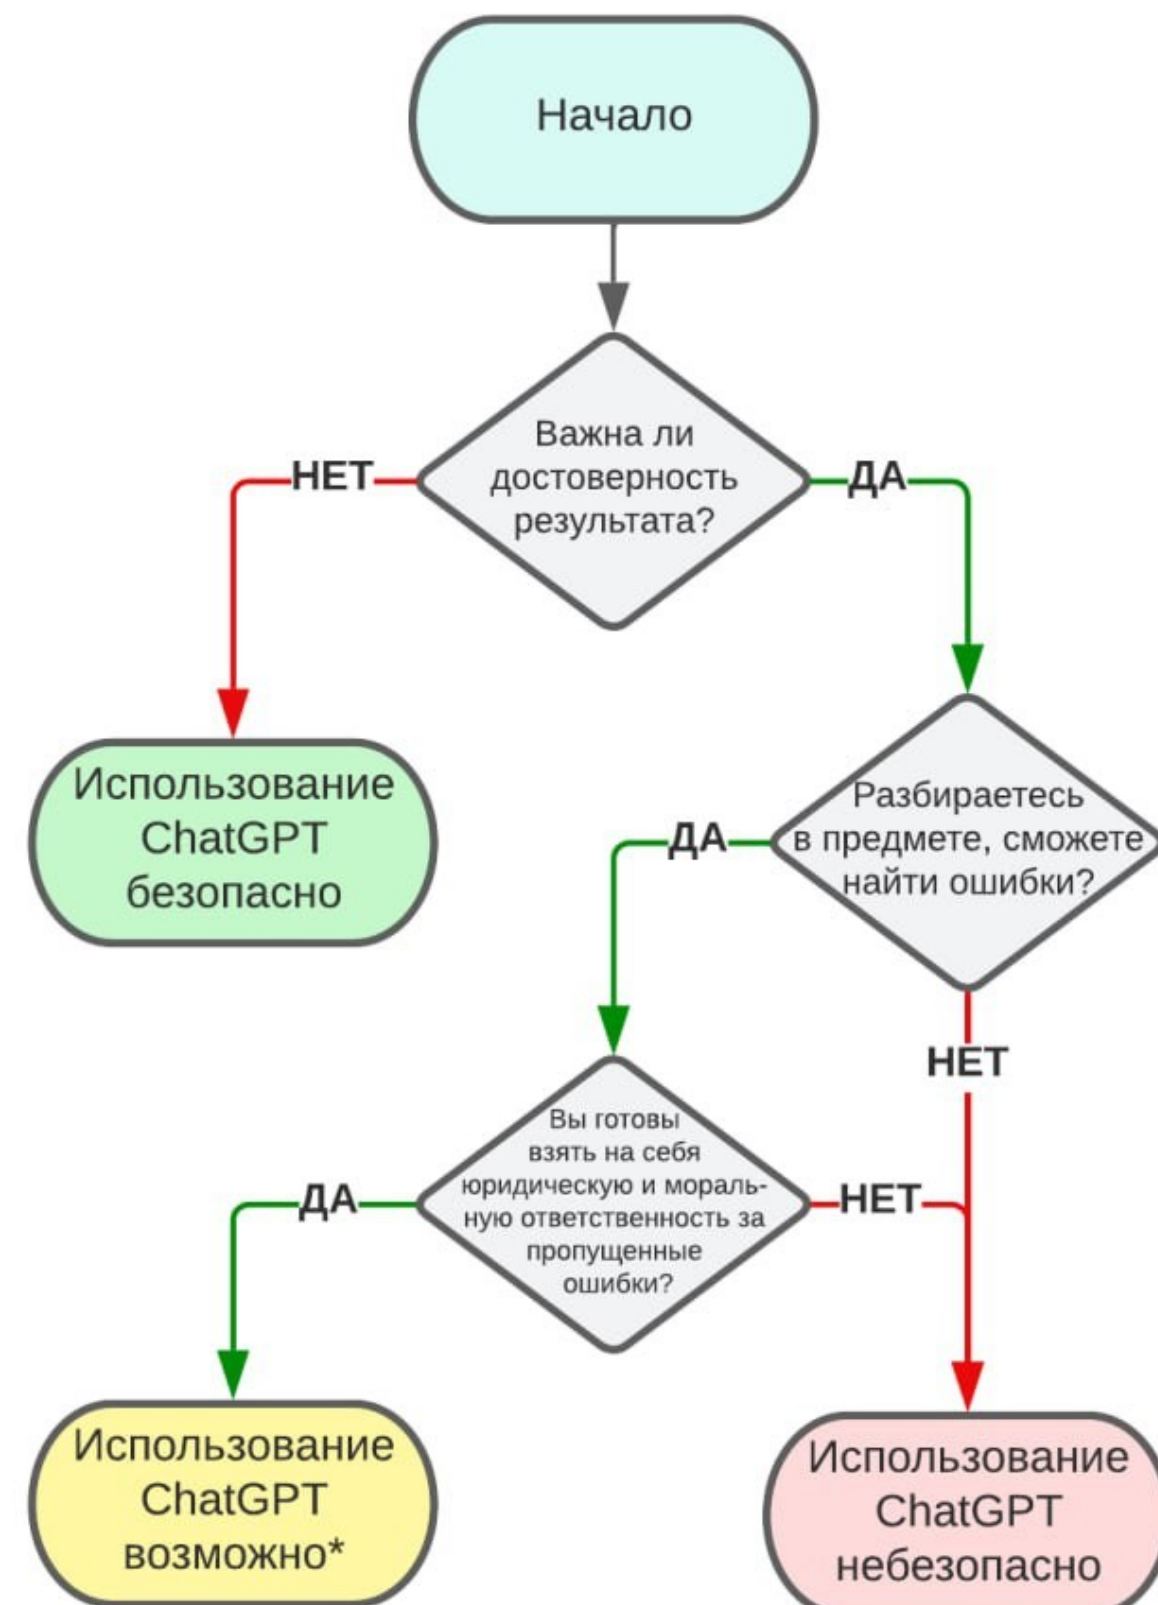 Начало
Важна ли
достоверность
результата?
НЕТ
ДА
Использование
ChatGPT
безопасно
Разбираетесь
в предмете, сможете
найти ошибки?
ДА
НЕТ
Вы готовы
взять на себя
юридическую и мораль-
ную ответственность за
пропущенные
ошибки?
ДА
НЕТ
Использование
ChatGPT
возможно*
Использование
ChatGPT
небезопасно